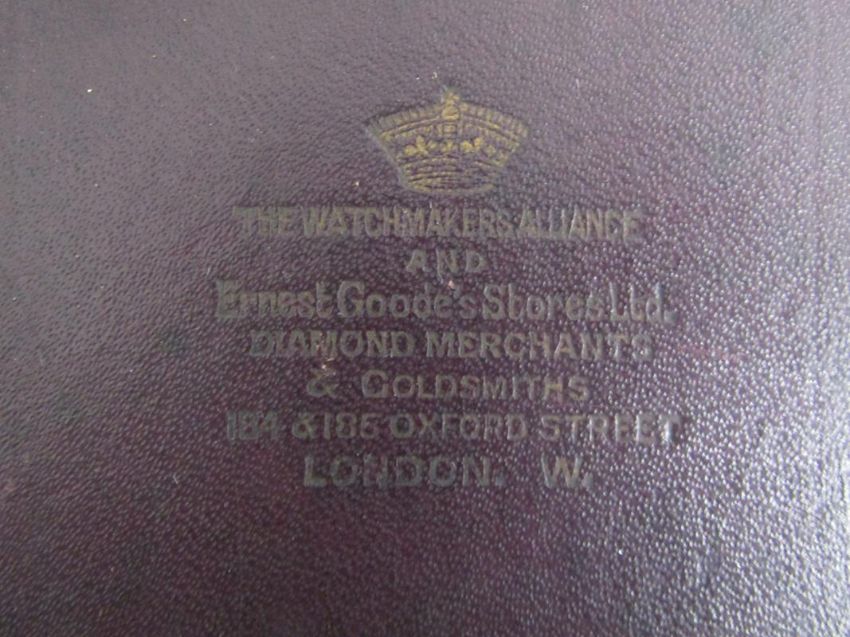 THE WATCHMAKERS ALLIANCE
AND
Ernest Goode's Stores Ltd.
DIAMOND MERCHANTS
& GOLDSMITHS
184 & 186 OXFORD STREET
LONDON. W.